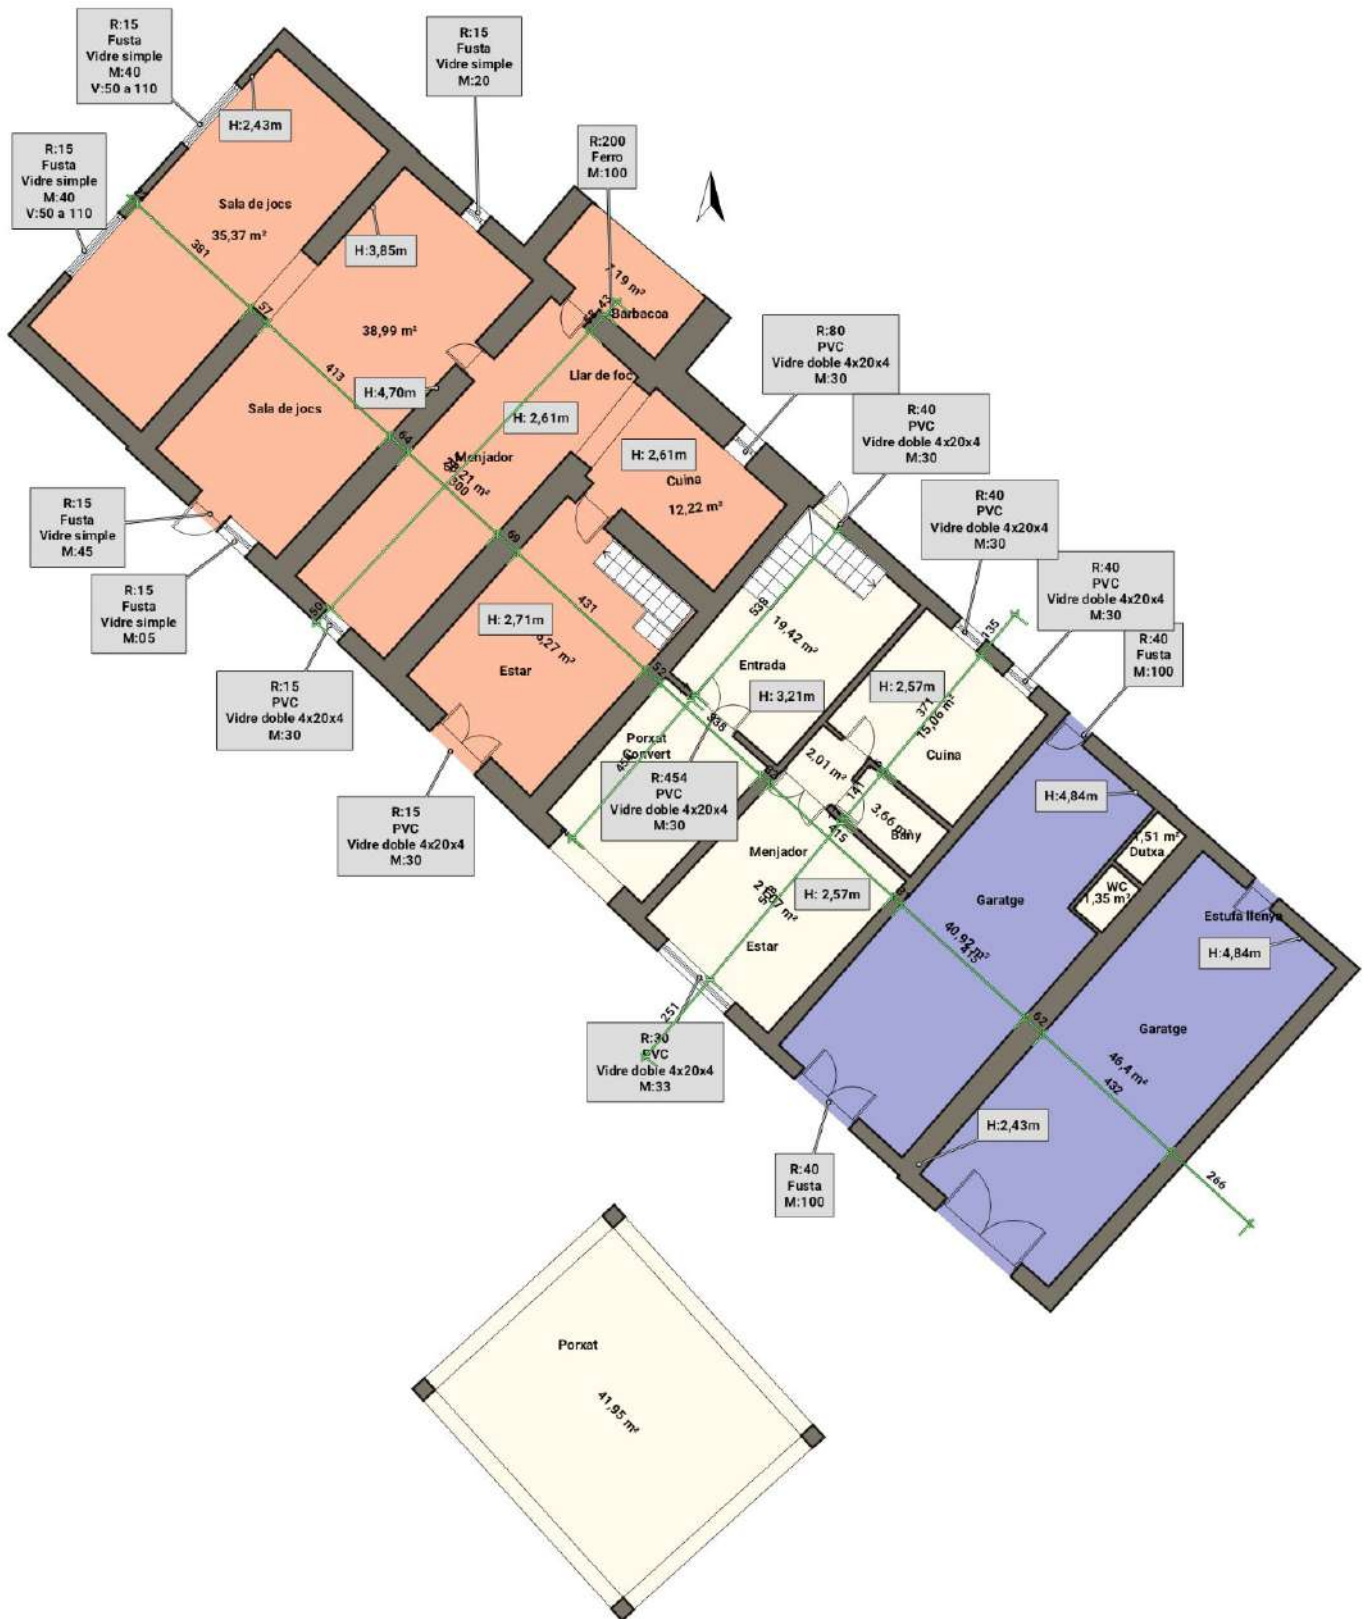 R:15
Fusta
Vidre simple
M:40
V:50 a 110
R:15
Fusta
Vidre simple
M:20
H:2,43m
R:200
Ferro
M:100
R:15
Fusta
Vidre simple
M:40
V:50 a 110
Sala de jocs
35,37 m²
381
H:3,85m
57
38,99 m²
Barbacoa
43
R:80
PVC
Vidre doble 4x20x4
M:30
Llar de foc
413
H:4,70m
Sala de jocs
H: 2,61m
R:40
PVC
Vidre doble 4x20x4
M:30
64
Menjador
300
H: 2,61m
Cuina
12,22 m²
R:15
Fusta
Vidre simple
M:45
R:40
PVC
Vidre doble 4x20x4
M:30
69
R:15
Fusta
Vidre simple
M:05
50
431
538
R:40
PVC
Vidre doble 4x20x4
M:30
H: 2,71m
19,42 m²
135
R:40
Fusta
M:100
Estar
52
Entrada
H: 3,21m
H: 2,57m
371
15,06 m²
R:15
PVC
Vidre doble 4x20x4
M:30
338
Porxat
Convert
Cuina
2,01 m²
R:454
PVC
Vidre doble 4x20x4
M:30
141
H:4,84m
R:15
PVC
Vidre doble 4x20x4
M:30
3,66 m²
Bany
415
Menjador
1,51 m²
Dutxa
H: 2,57m
WC
1,35 m²
Garatge
Estufa llenya
40,92 m²
415
H:4,84m
Estar
251
R:30
PVC
Vidre doble 4x20x4
M:33
62
Garatge
46,4 m²
432
H:2,43m
R:40
Fusta
M:100
266
Porxat
41,95 m²